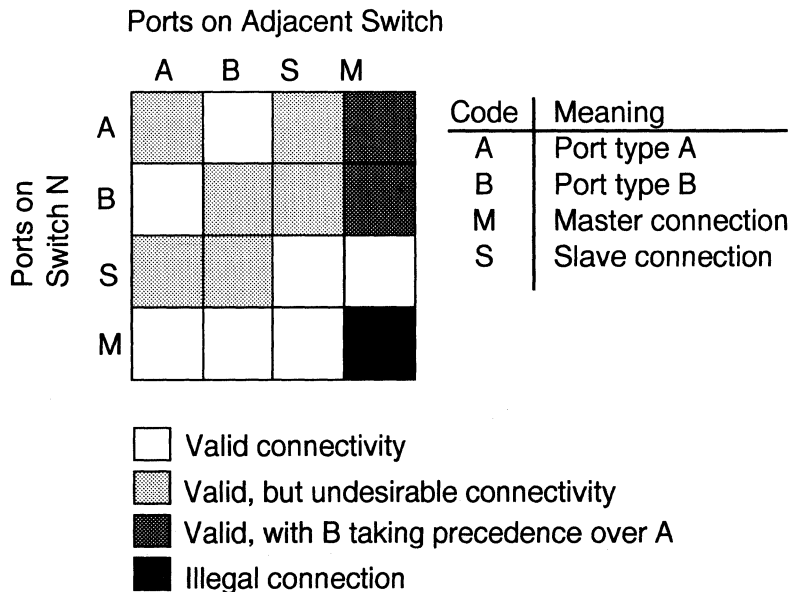 Ports on Adjacent Switch
A B S M
A
B
S
M
Ports on
Switch N
Code Meaning
A Port type A
B Port type B
M Master connection
S Slave connection
Valid connectivity
Valid, but undesirable connectivity
Valid, with B taking precedence over A
Illegal connection